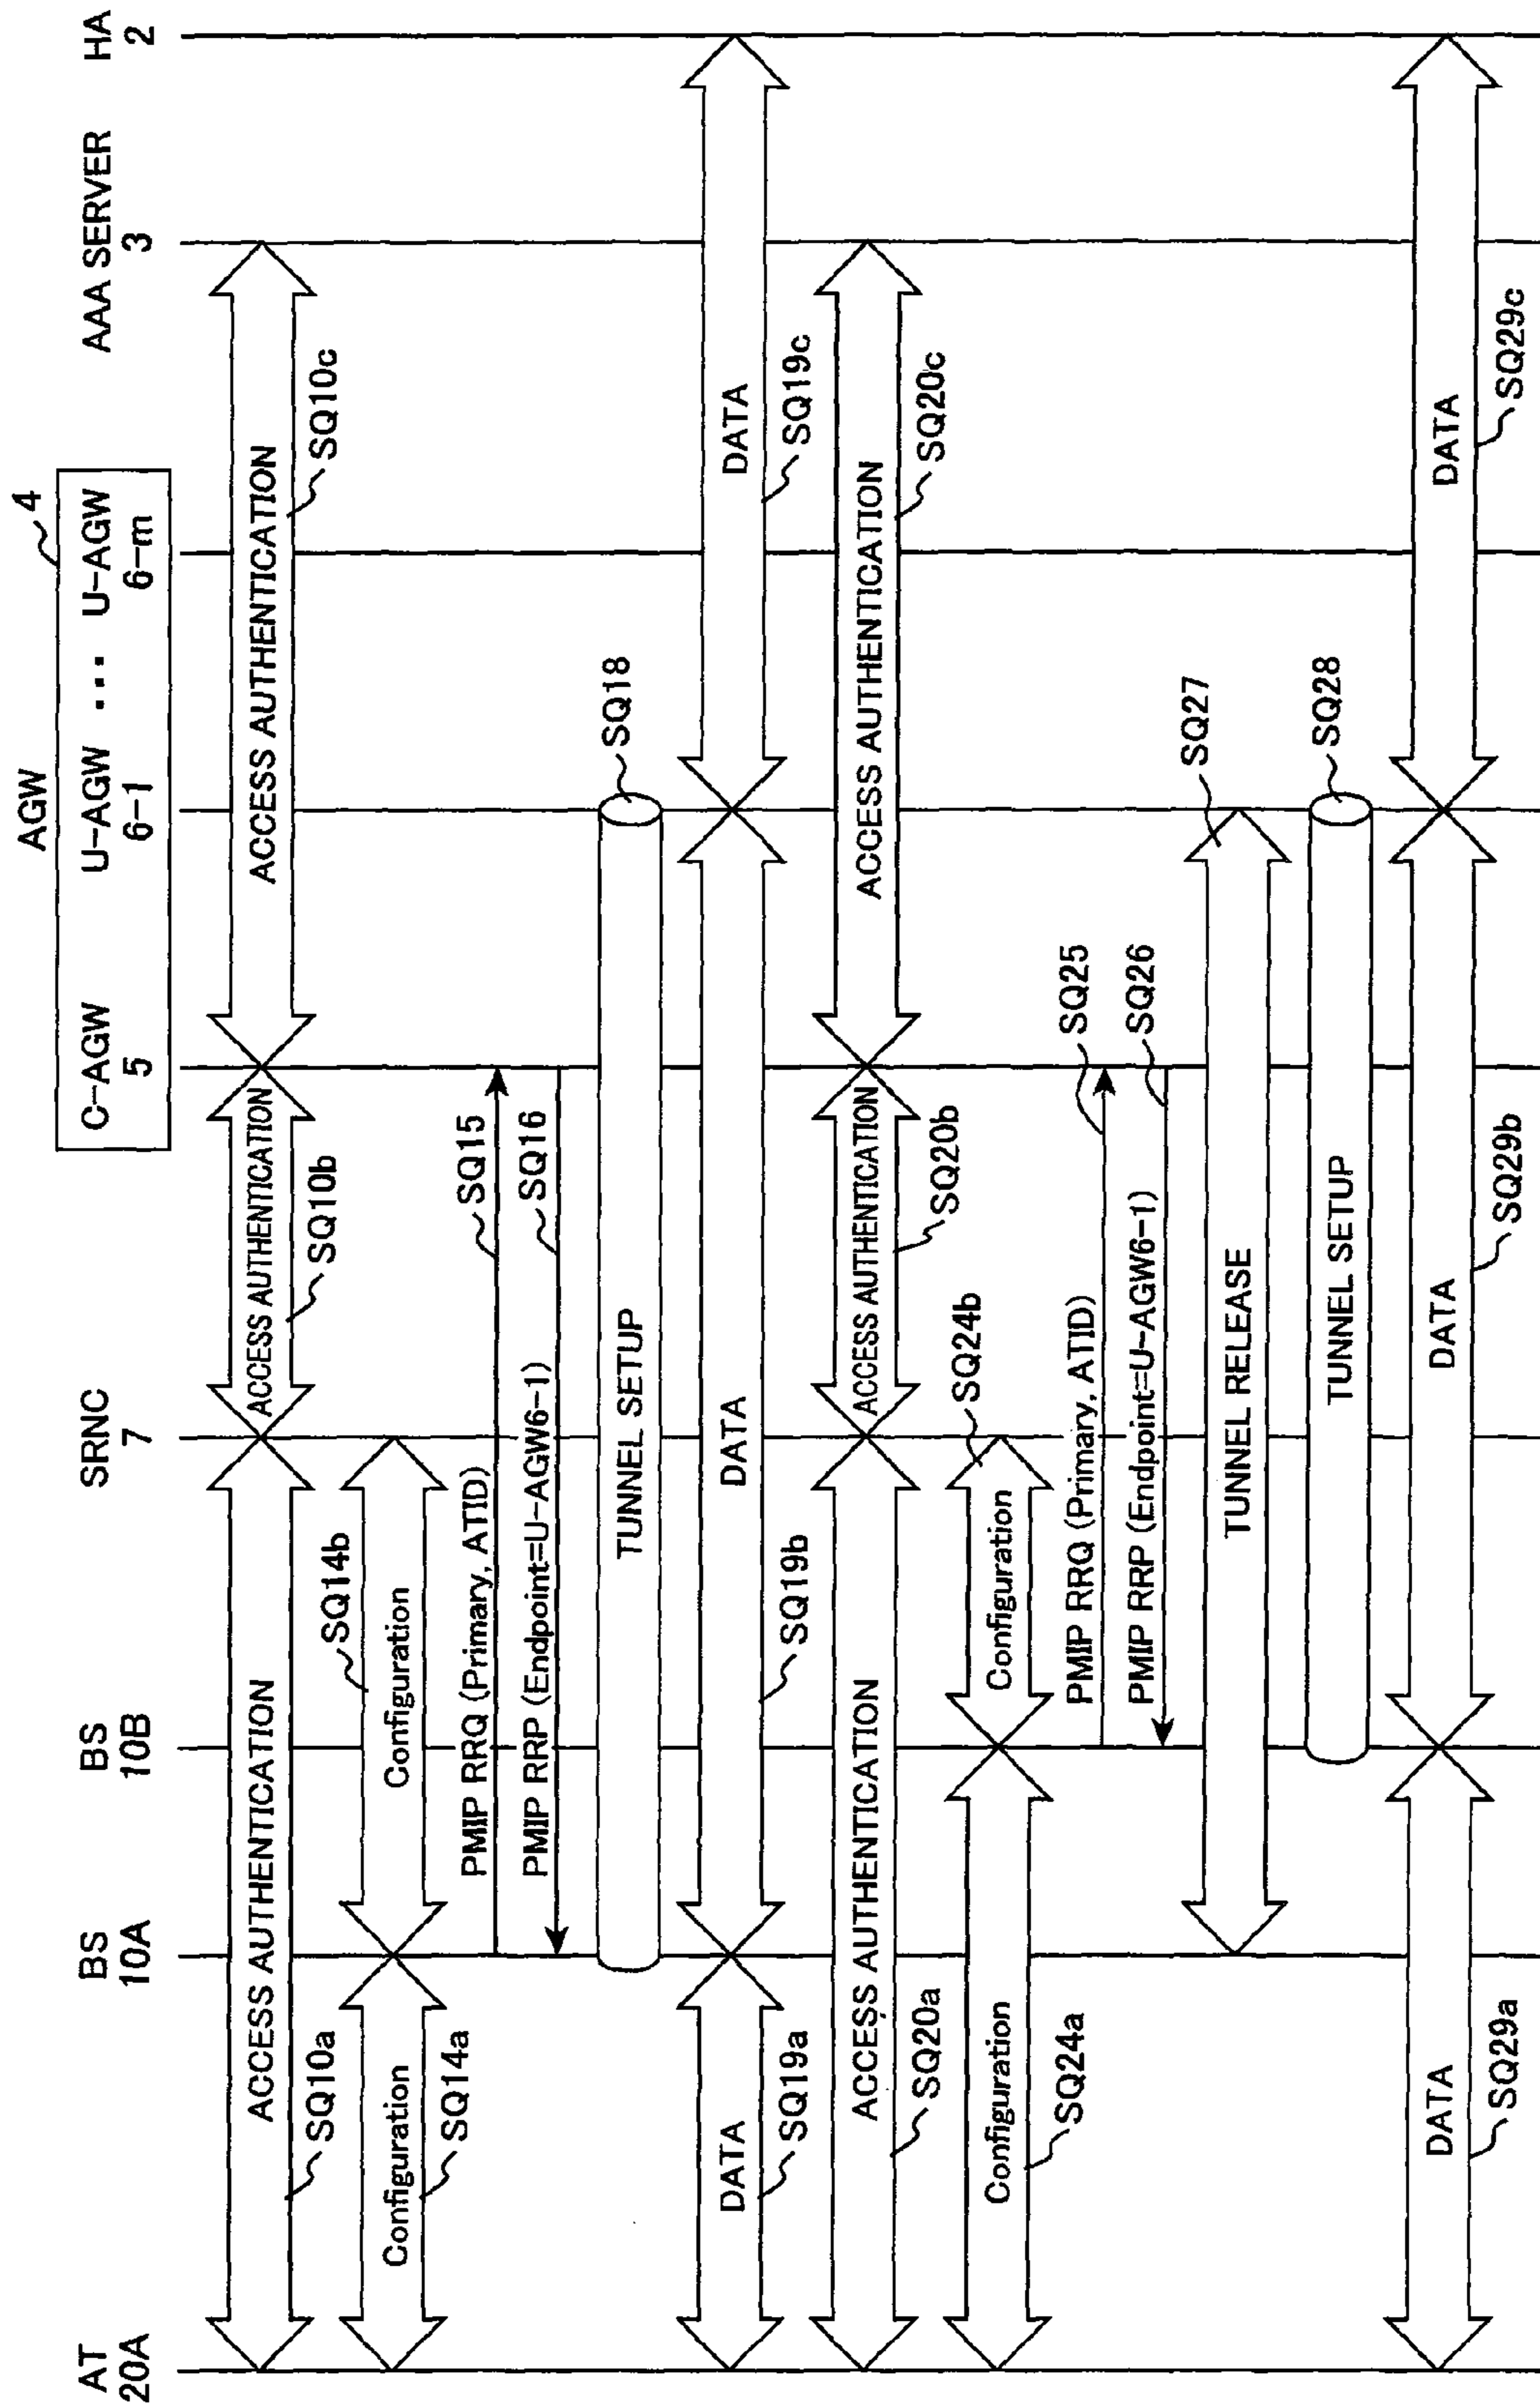 AGW
4
AT
20A
BS
10A
BS
10B
SRNC
7
C-AGW
5
U-AGW
6-1
...
U-AGW
6-m
AAA SERVER
3
HA
2
ACCESS AUTHENTICATION
SQ10a
ACCESS AUTHENTICATION
SQ10b
ACCESS AUTHENTICATION
SQ10c
Configuration
SQ14a
Configuration
SQ14b
PMIP RRQ (Primary, ATID)
SQ15
PMIP RRP (Endpoint=U-AGW6-1)
SQ16
TUNNEL SETUP
SQ18
DATA
SQ19a
DATA
SQ19b
DATA
SQ19c
ACCESS AUTHENTICATION
SQ20a
ACCESS AUTHENTICATION
SQ20b
ACCESS AUTHENTICATION
SQ20c
Configuration
SQ24a
Configuration
SQ24b
PMIP RRQ (Primary, ATID)
SQ25
PMIP RRP (Endpoint=U-AGW6-1)
SQ26
TUNNEL RELEASE
SQ27
TUNNEL SETUP
SQ28
DATA
SQ29a
DATA
SQ29b
DATA
SQ29c